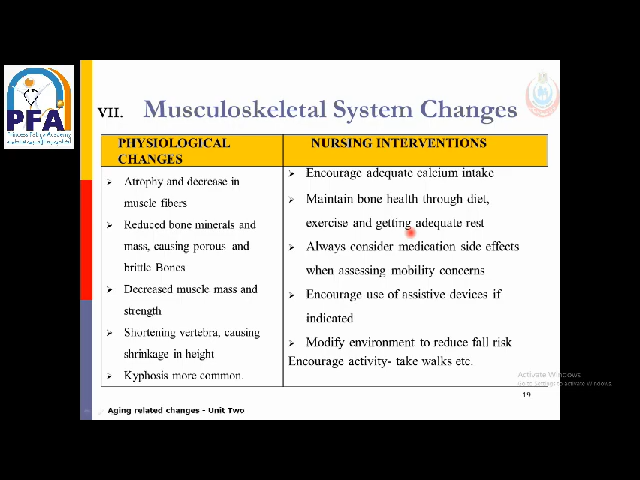 PFA
VII. Musculoskeletal System Changes
PHYSIOLOGICAL CHANGES
NURSING INTERVENTIONS
➢ Atrophy and decrease in
muscle fibers
➢ Reduced bone minerals and
mass, causing porous and
brittle Bones
➢ Decreased muscle mass and
strength
➢ Shortening vertebra, causing
shrinkage in height
➢ Kyphosis more common.
➢ Encourage adequate calcium intake
➢ Maintain bone health through diet,
exercise and getting adequate rest
➢ Always consider medication side effects
when assessing mobility concerns
➢ Encourage use of assistive devices if
indicated
➢ Modify environment to reduce fall risk
Encourage activity- take walks etc.
Activate Windows
19
Aging related changes - Unit Two